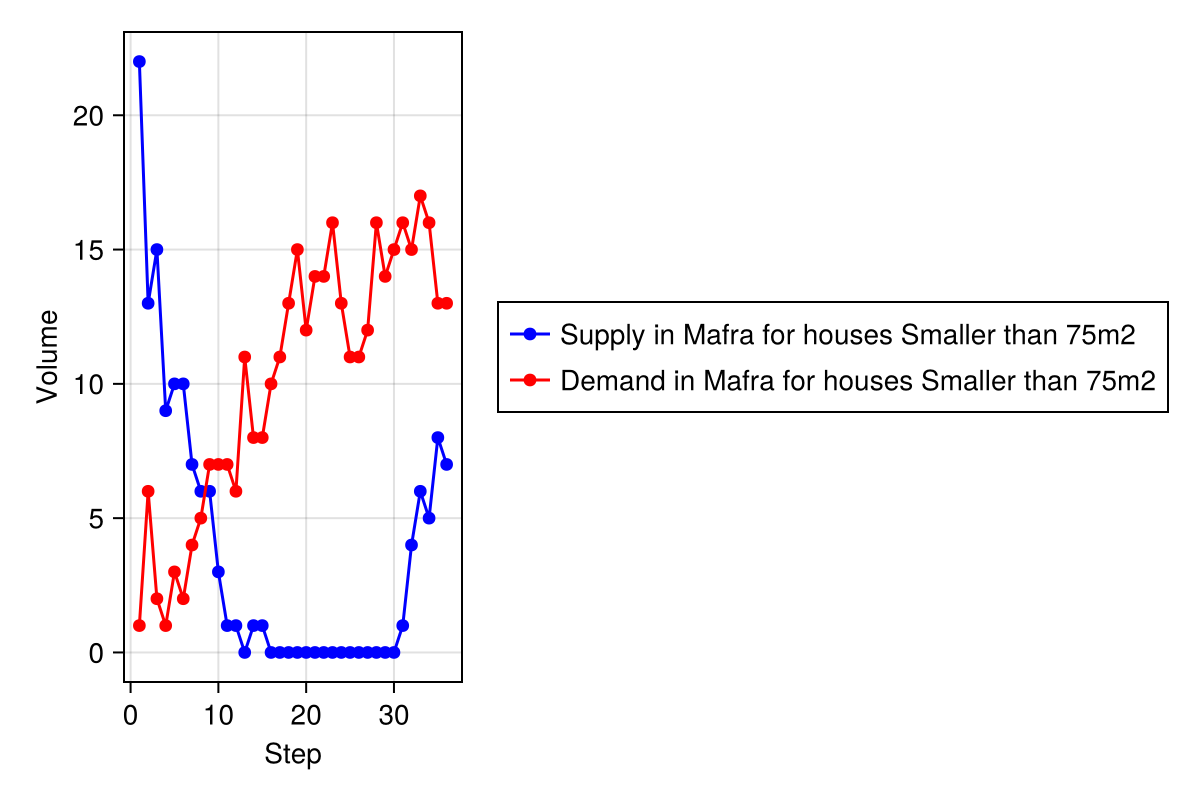 Volume
20
15
10
5
0
0 10 20 30
Step
Supply in Mafra for houses Smaller than 75m2
Demand in Mafra for houses Smaller than 75m2